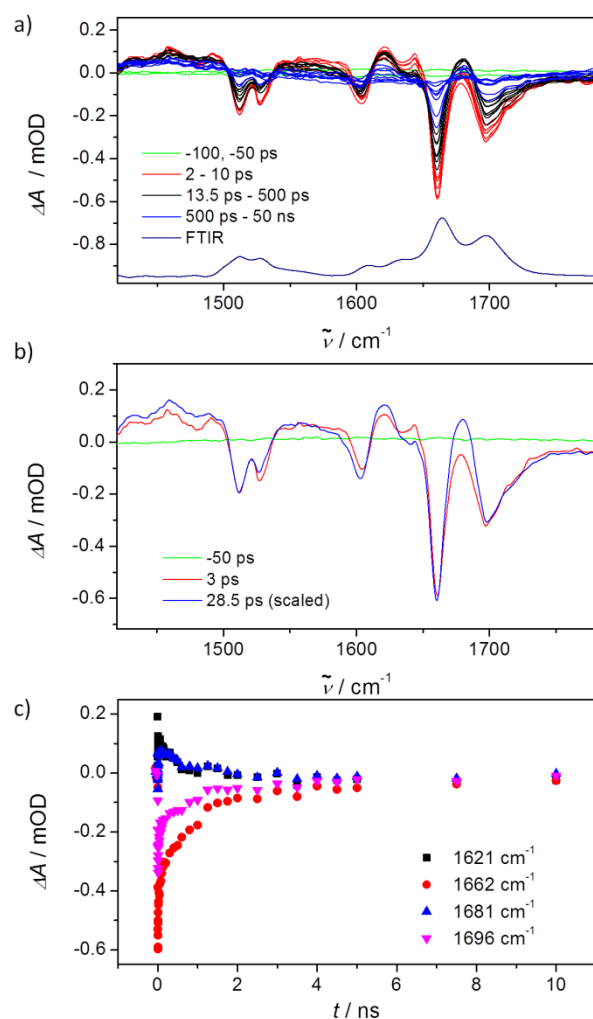 a)
0.2
0.0
-0.2
-0.4
-0.6
-0.8
ΔA / mOD
-100, -50 ps
2 - 10 ps
13.5 ps - 500 ps
500 ps - 50 ns
FTIR
1500 1600 1700
ṽ / cm⁻¹
b)
0.4
0.2
0.0
-0.2
-0.4
-0.6
ΔA / mOD
-50 ps
3 ps
28.5 ps (scaled)
1500 1600 1700
ṽ / cm⁻¹
c)
0.2
0.0
-0.2
-0.4
-0.6
ΔA / mOD
1621 cm⁻¹
1662 cm⁻¹
1681 cm⁻¹
1696 cm⁻¹
0 2 4 6 8 10
t / ns